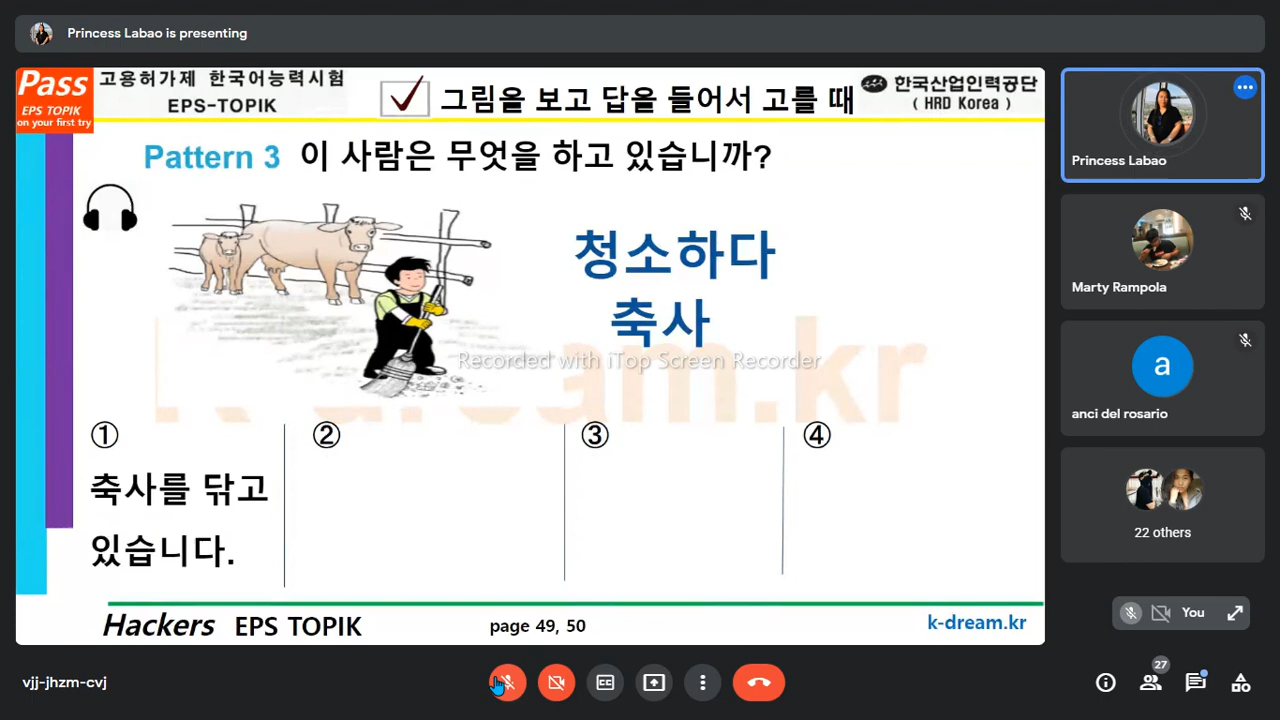 Princess Labao is presenting
Pass
EPS TOPIK
on your first try
고용허가제 한국어능력시험
EPS-TOPIK
그림을 보고 답을 들어서 고를 때
한국산업인력공단
( HRD Korea )
Pattern 3 이 사람은 무엇을 하고 있습니까?
청소하다
축사
Recorded with iTop Screen Recorder
K-dream.kr
① ② ③ ④
축사를 닦고
있습니다.
Hackers EPS TOPIK
page 49, 50
k-dream.kr
Princess Labao
Marty Rampola
a
anci del rosario
22 others
You
vjj-jhzm-cvj
CC
27